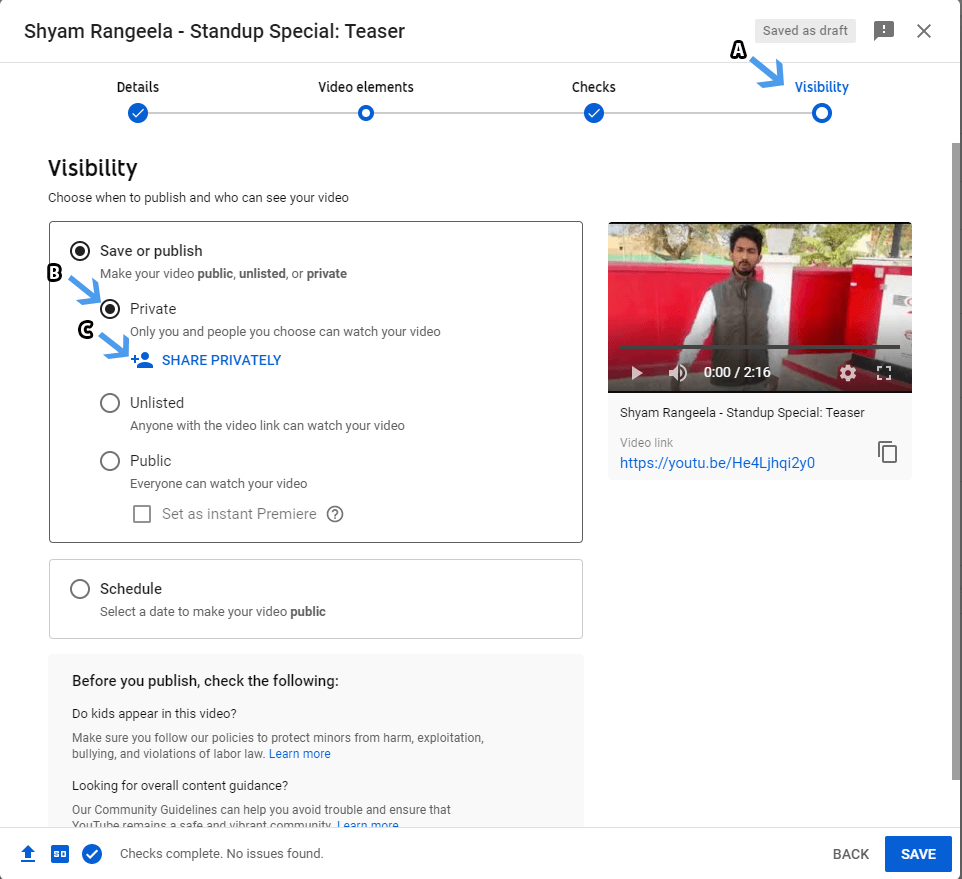 Shyam Rangeela - Standup Special: Teaser
Saved as draft
A
Details
Video elements
Checks
Visibility
Visibility
Choose when to publish and who can see your video
Save or publish
Make your video public, unlisted, or private
B
Private
Only you and people you choose can watch your video
C
SHARE PRIVATELY
Unlisted
Anyone with the video link can watch your video
Public
Everyone can watch your video
Set as instant Premiere
0:00 / 2:16
Shyam Rangeela - Standup Special: Teaser
Video link
https://youtu.be/He4Ljhqi2y0
Schedule
Select a date to make your video public
Before you publish, check the following:
Do kids appear in this video?
Make sure you follow our policies to protect minors from harm, exploitation,
bullying, and violations of labor law. Learn more
Looking for overall content guidance?
Our Community Guidelines can help you avoid trouble and ensure that
YouTube remains a safe and vibrant community. Learn more
SD
Checks complete. No issues found.
BACK
SAVE